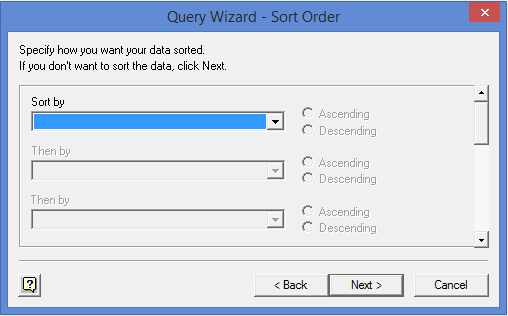 Query Wizard - Sort Order
Specify how you want your data sorted.
If you don't want to sort the data, click Next.
Sort by
Ascending
Descending
Then by
Ascending
Descending
Then by
Ascending
Descending
?
< Back
Next >
Cancel